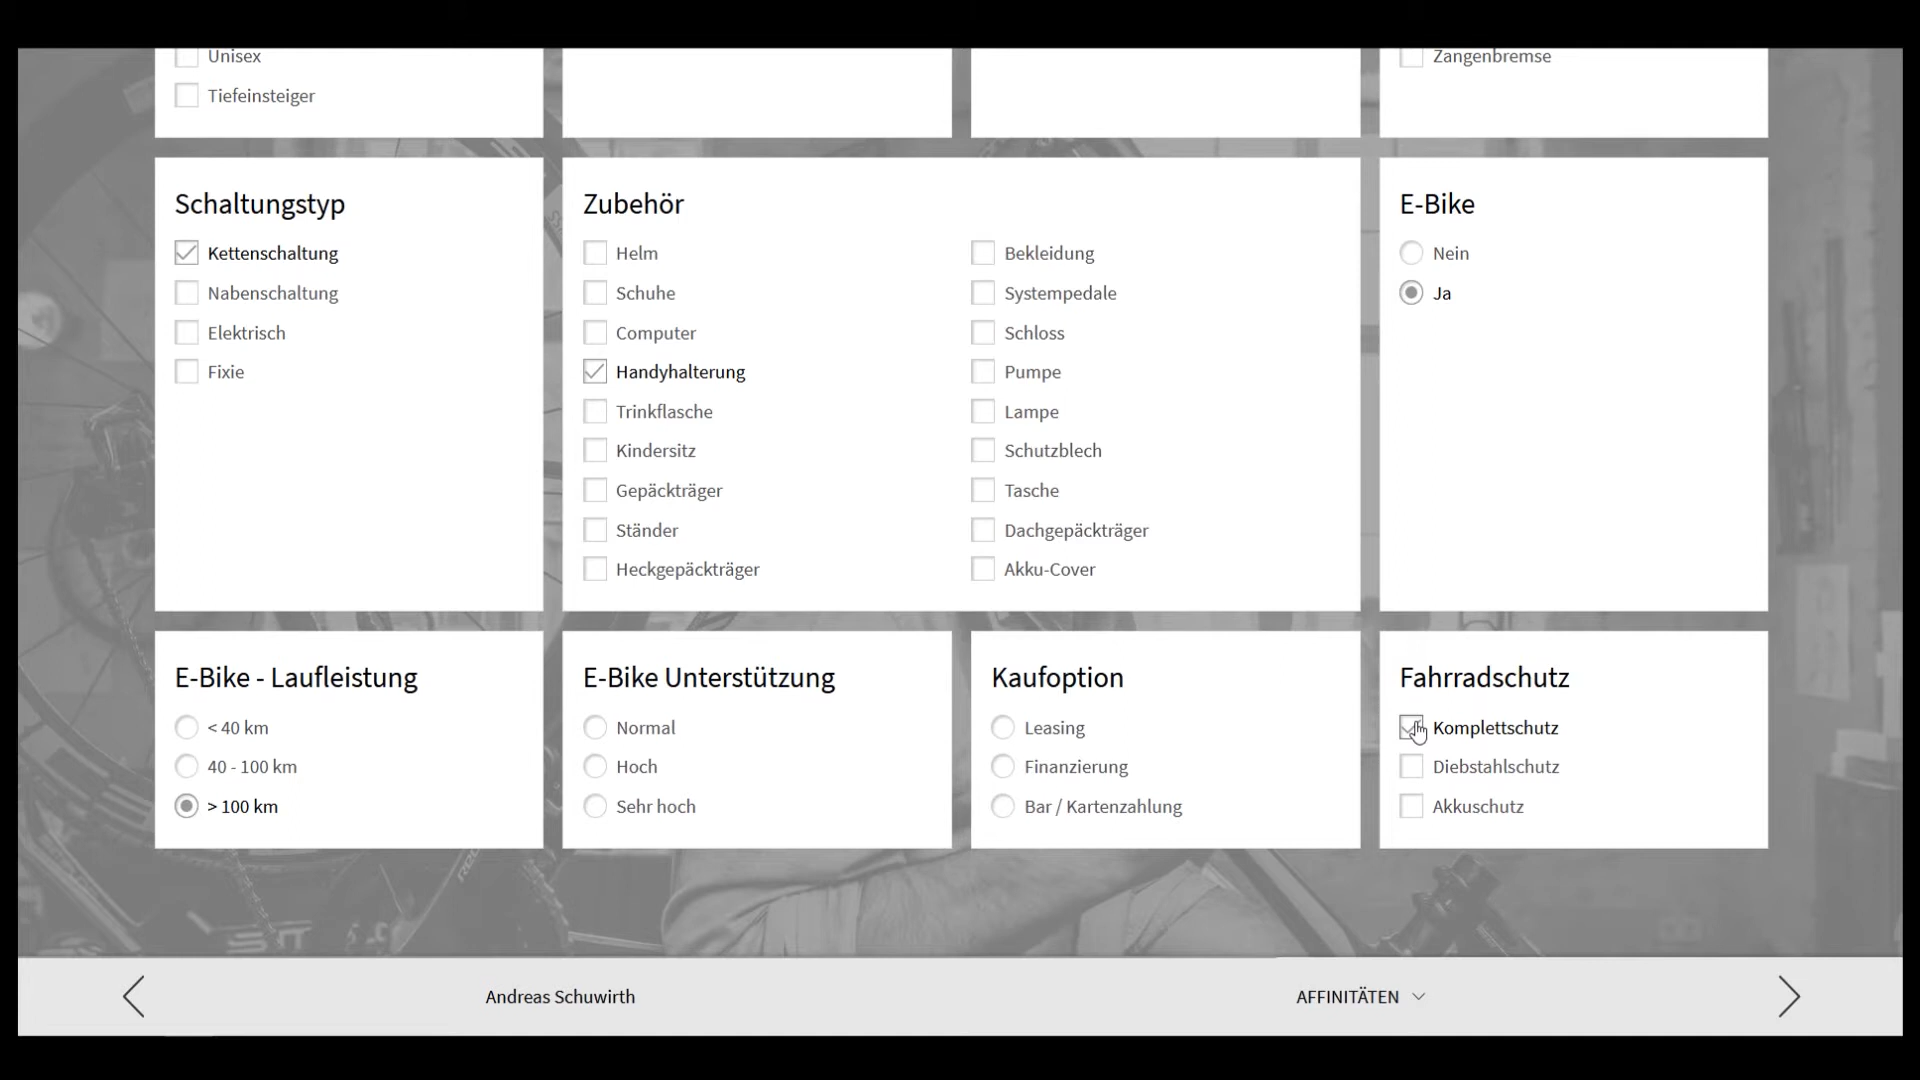 Unisex
Tiefeinsteiger
Zangenbremse
Schaltungstyp
Kettenschaltung
Nabenschaltung
Elektrisch
Fixie
Zubehör
Helm
Schuhe
Computer
Handyhalterung
Trinkflasche
Kindersitz
Gepäckträger
Ständer
Heckgepäckträger
Bekleidung
Systempedale
Schloss
Pumpe
Lampe
Schutzblech
Tasche
Dachgepäckträger
Akku-Cover
E-Bike
Nein
Ja
E-Bike - Laufleistung
< 40 km
40 - 100 km
> 100 km
E-Bike Unterstützung
Normal
Hoch
Sehr hoch
Kaufoption
Leasing
Finanzierung
Bar / Kartenzahlung
Fahrradschutz
Komplettschutz
Diebstahlschutz
Akkuschutz
Andreas Schuwirth
AFFINITÄTEN